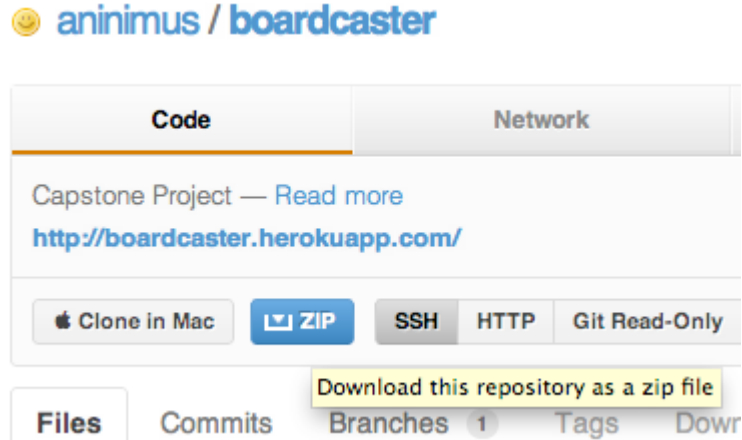 aninimus / boardcaster
Code Network
Capstone Project — Read more
http://boardcaster.herokuapp.com/
Clone in Mac ZIP SSH HTTP Git Read-Only
Download this repository as a zip file
Files Commits Branches 1 Tags